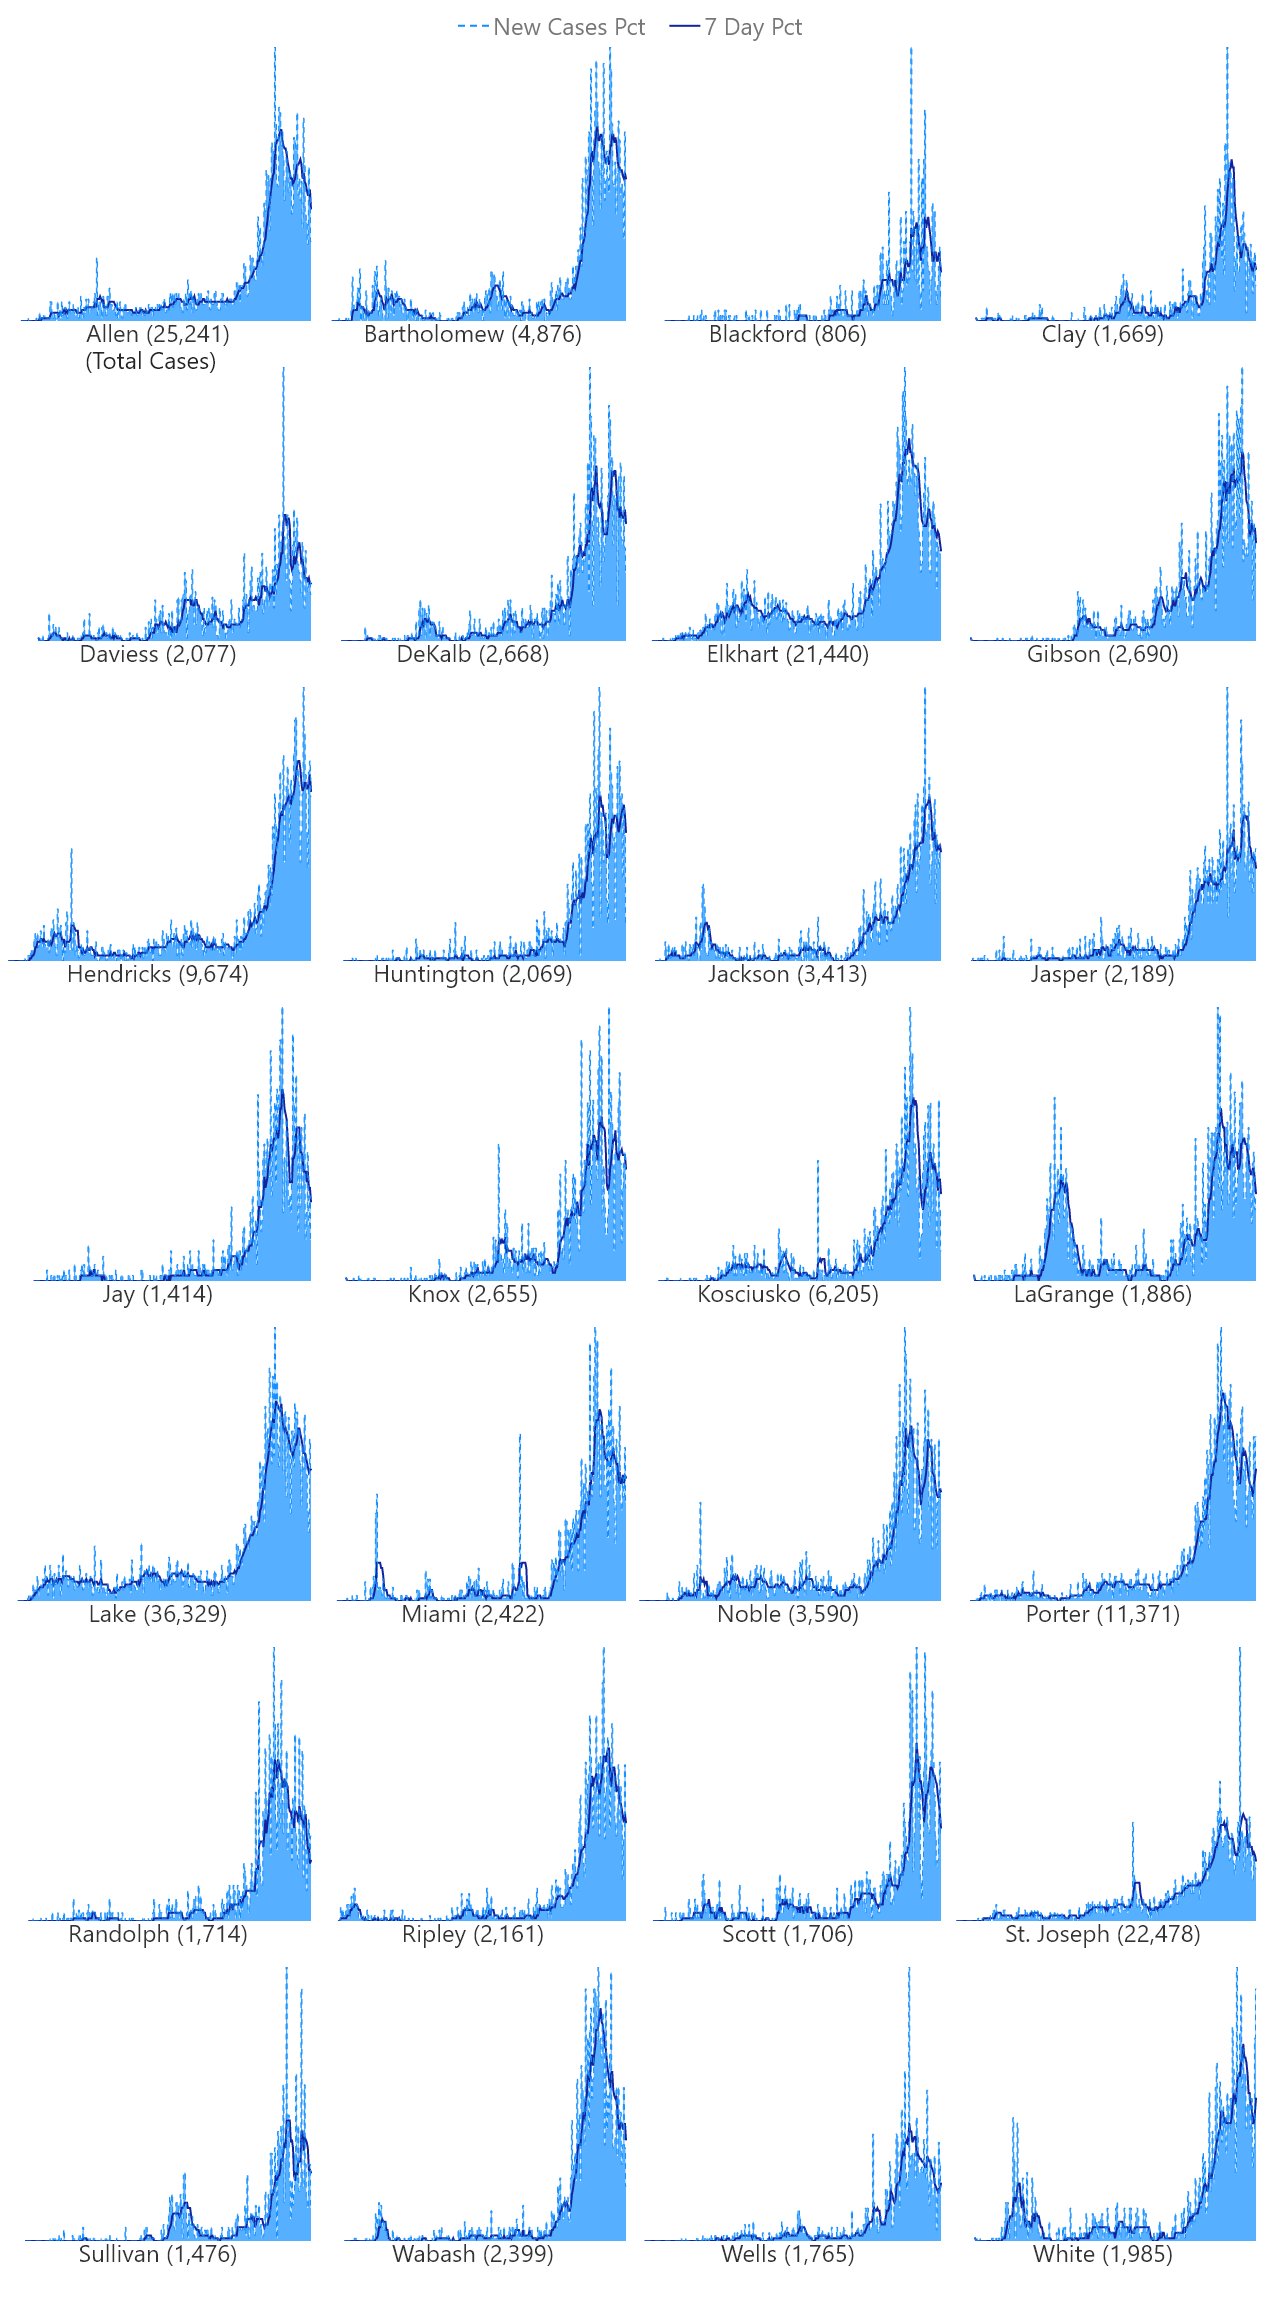 New Cases Pct 7 Day Pct
Allen (25,241) Bartholomew (4,876) Blackford (806) Clay (1,669)
(Total Cases)
Daviess (2,077) DeKalb (2,668) Elkhart (21,440) Gibson (2,690)
Hendricks (9,674) Huntington (2,069) Jackson (3,413) Jasper (2,189)
Jay (1,414) Knox (2,655) Kosciusko (6,205) LaGrange (1,886)
Lake (36,329) Miami (2,422) Noble (3,590) Porter (11,371)
Randolph (1,714) Ripley (2,161) Scott (1,706) St. Joseph (22,478)
Sullivan (1,476) Wabash (2,399) Wells (1,765) White (1,985)